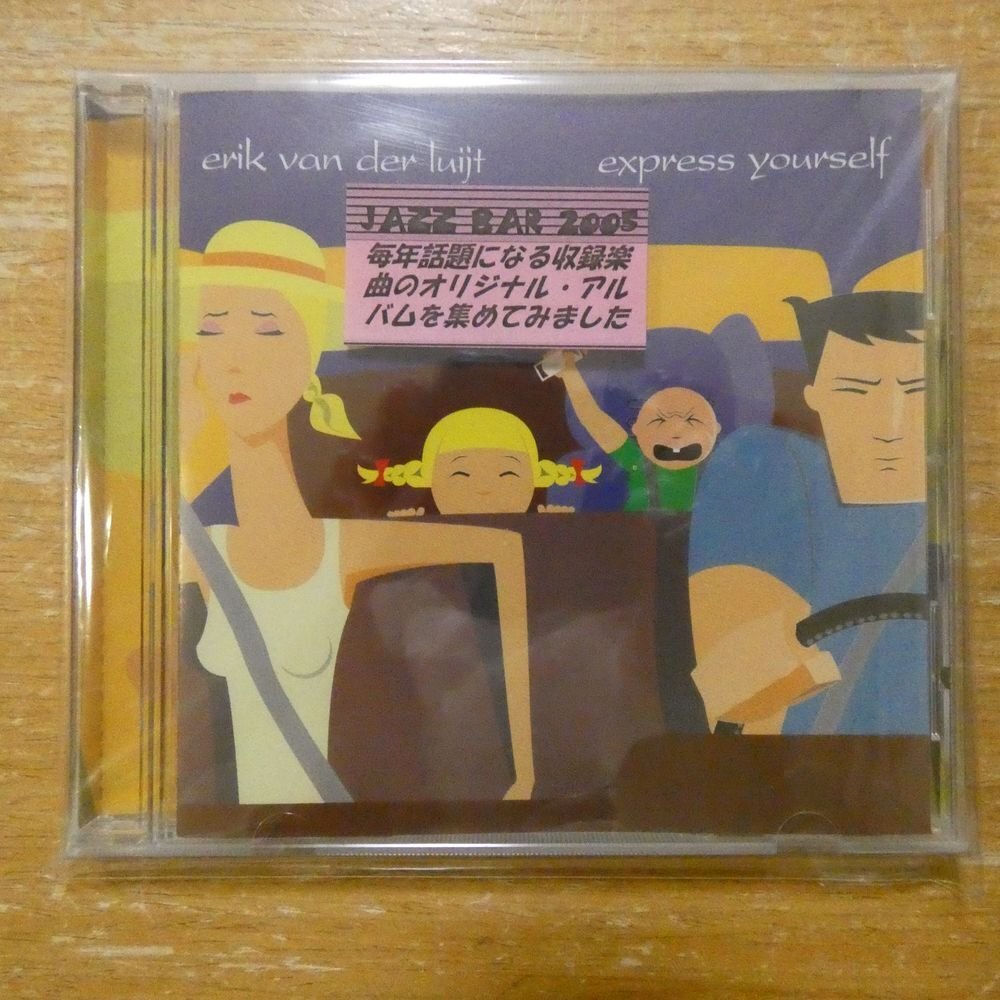 erik van der luijt
express yourself
JAZZ BAR 2005
毎年話題になる収録楽
曲のオリジナル・アル
バムを集めてみました